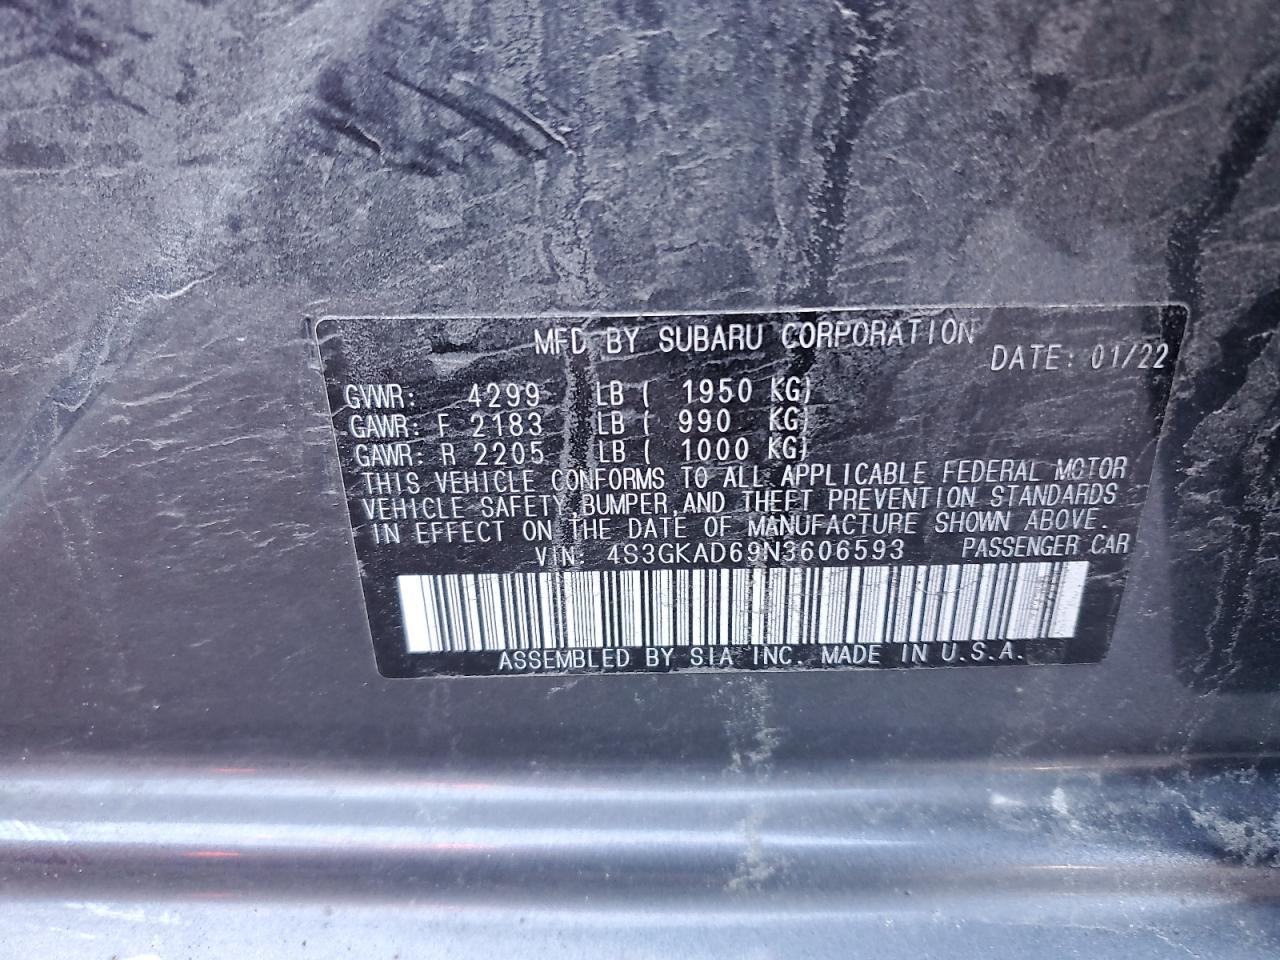 MFD BY SUBARU CORPORATION
DATE: 01/22
GVWR: 4299 LB ( 1950 KG)
GAWR: F 2183 LB ( 990 KG)
GAWR: R 2205 LB ( 1000 KG)
THIS VEHICLE CONFORMS TO ALL APPLICABLE FEDERAL MOTOR
VEHICLE SAFETY,BUMPER,AND THEFT PREVENTION STANDARDS
IN EFFECT ON THE DATE OF MANUFACTURE SHOWN ABOVE.
VIN: 4S3GKAD69N3606593 PASSENGER CAR
ASSEMBLED BY SIA INC. MADE IN U.S.A.